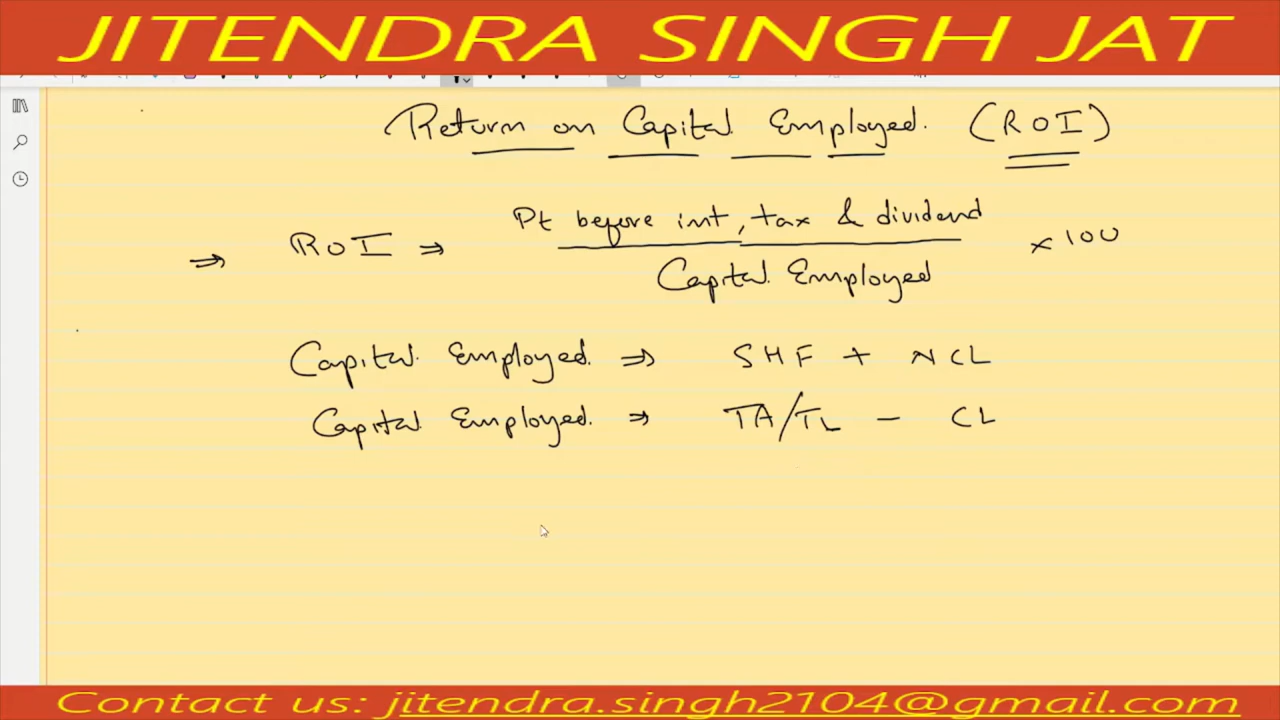 JITENDRA SINGH JAT
Return on Capital Employed. (ROI)
⇒ ROI ⇒ Pt before int, tax & dividend
Capital Employed
× 100
Capital Employed. ⇒ SHF + NCL
Capital Employed. ⇒ TA/TL - CL
Contact us: jitendra.singh2104@gmail.com